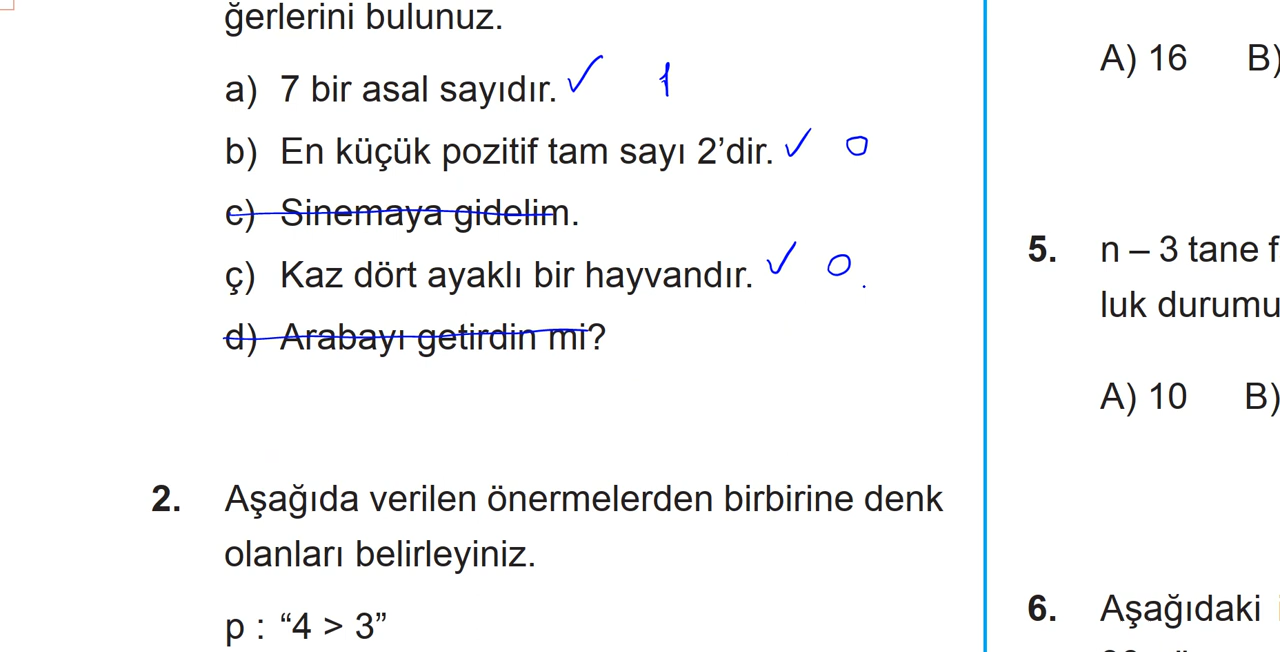 ğerlerini bulunuz.
a) 7 bir asal sayıdır. ✓ 1
b) En küçük pozitif tam sayı 2’dir. ✓ 0
c) Sinemaya gidelim.
ç) Kaz dört ayaklı bir hayvandır. ✓ 0
d) Arabayı getirdin mi?
2. Aşağıda verilen önermelerden birbirine denk
olanları belirleyiniz.
p : “4 > 3”
A) 16 B)
5. n – 3 tane f
luk durumu
A) 10 B)
6. Aşağıdaki